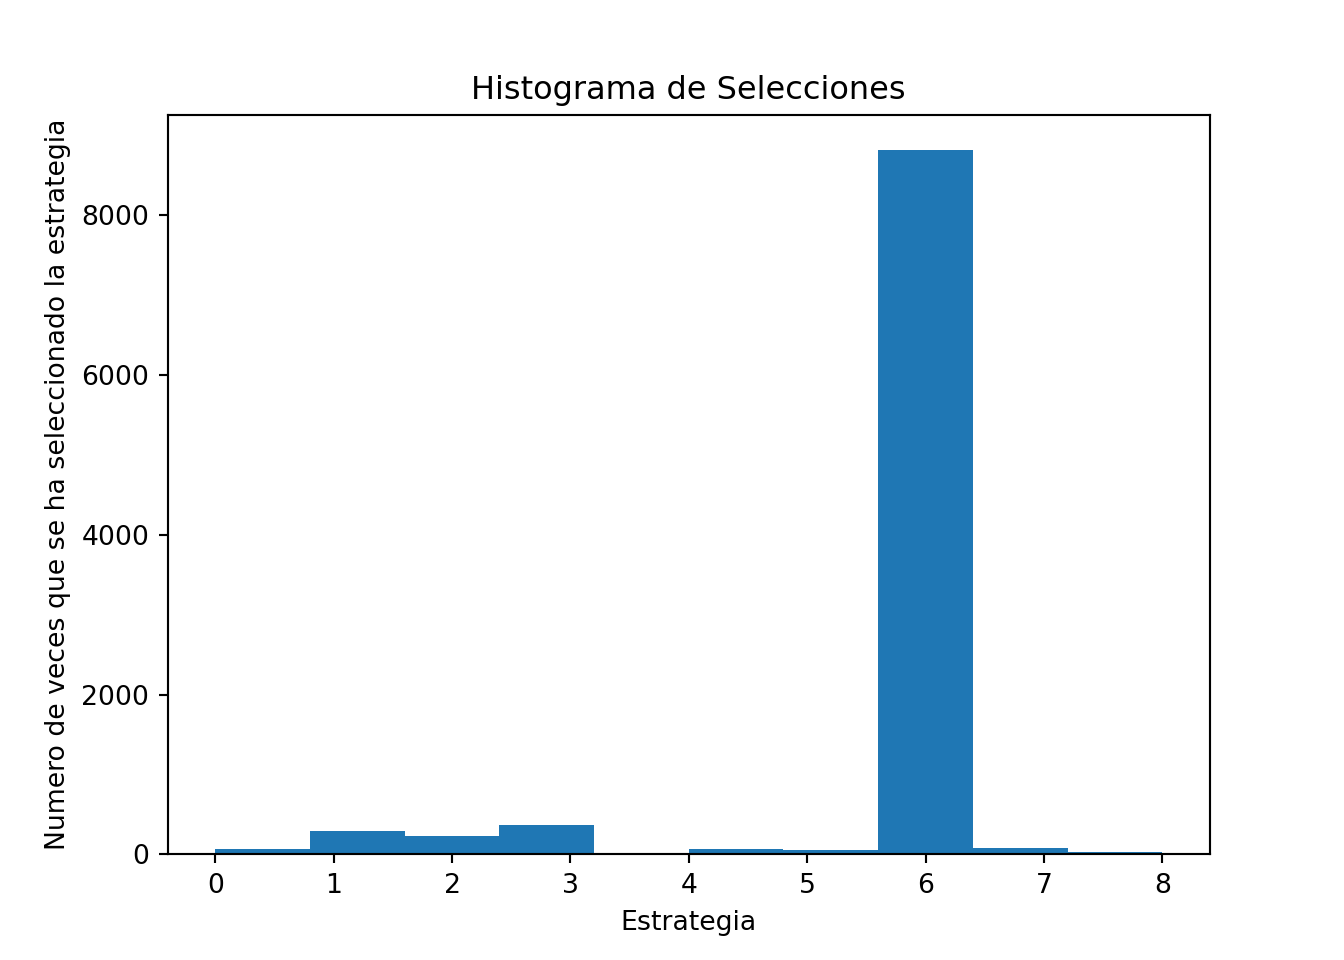 Histograma de Selecciones
Numero de veces que se ha seleccionado la estrategia
8000
6000
4000
2000
0
0 1 2 3 4 5 6 7 8
Estrategia